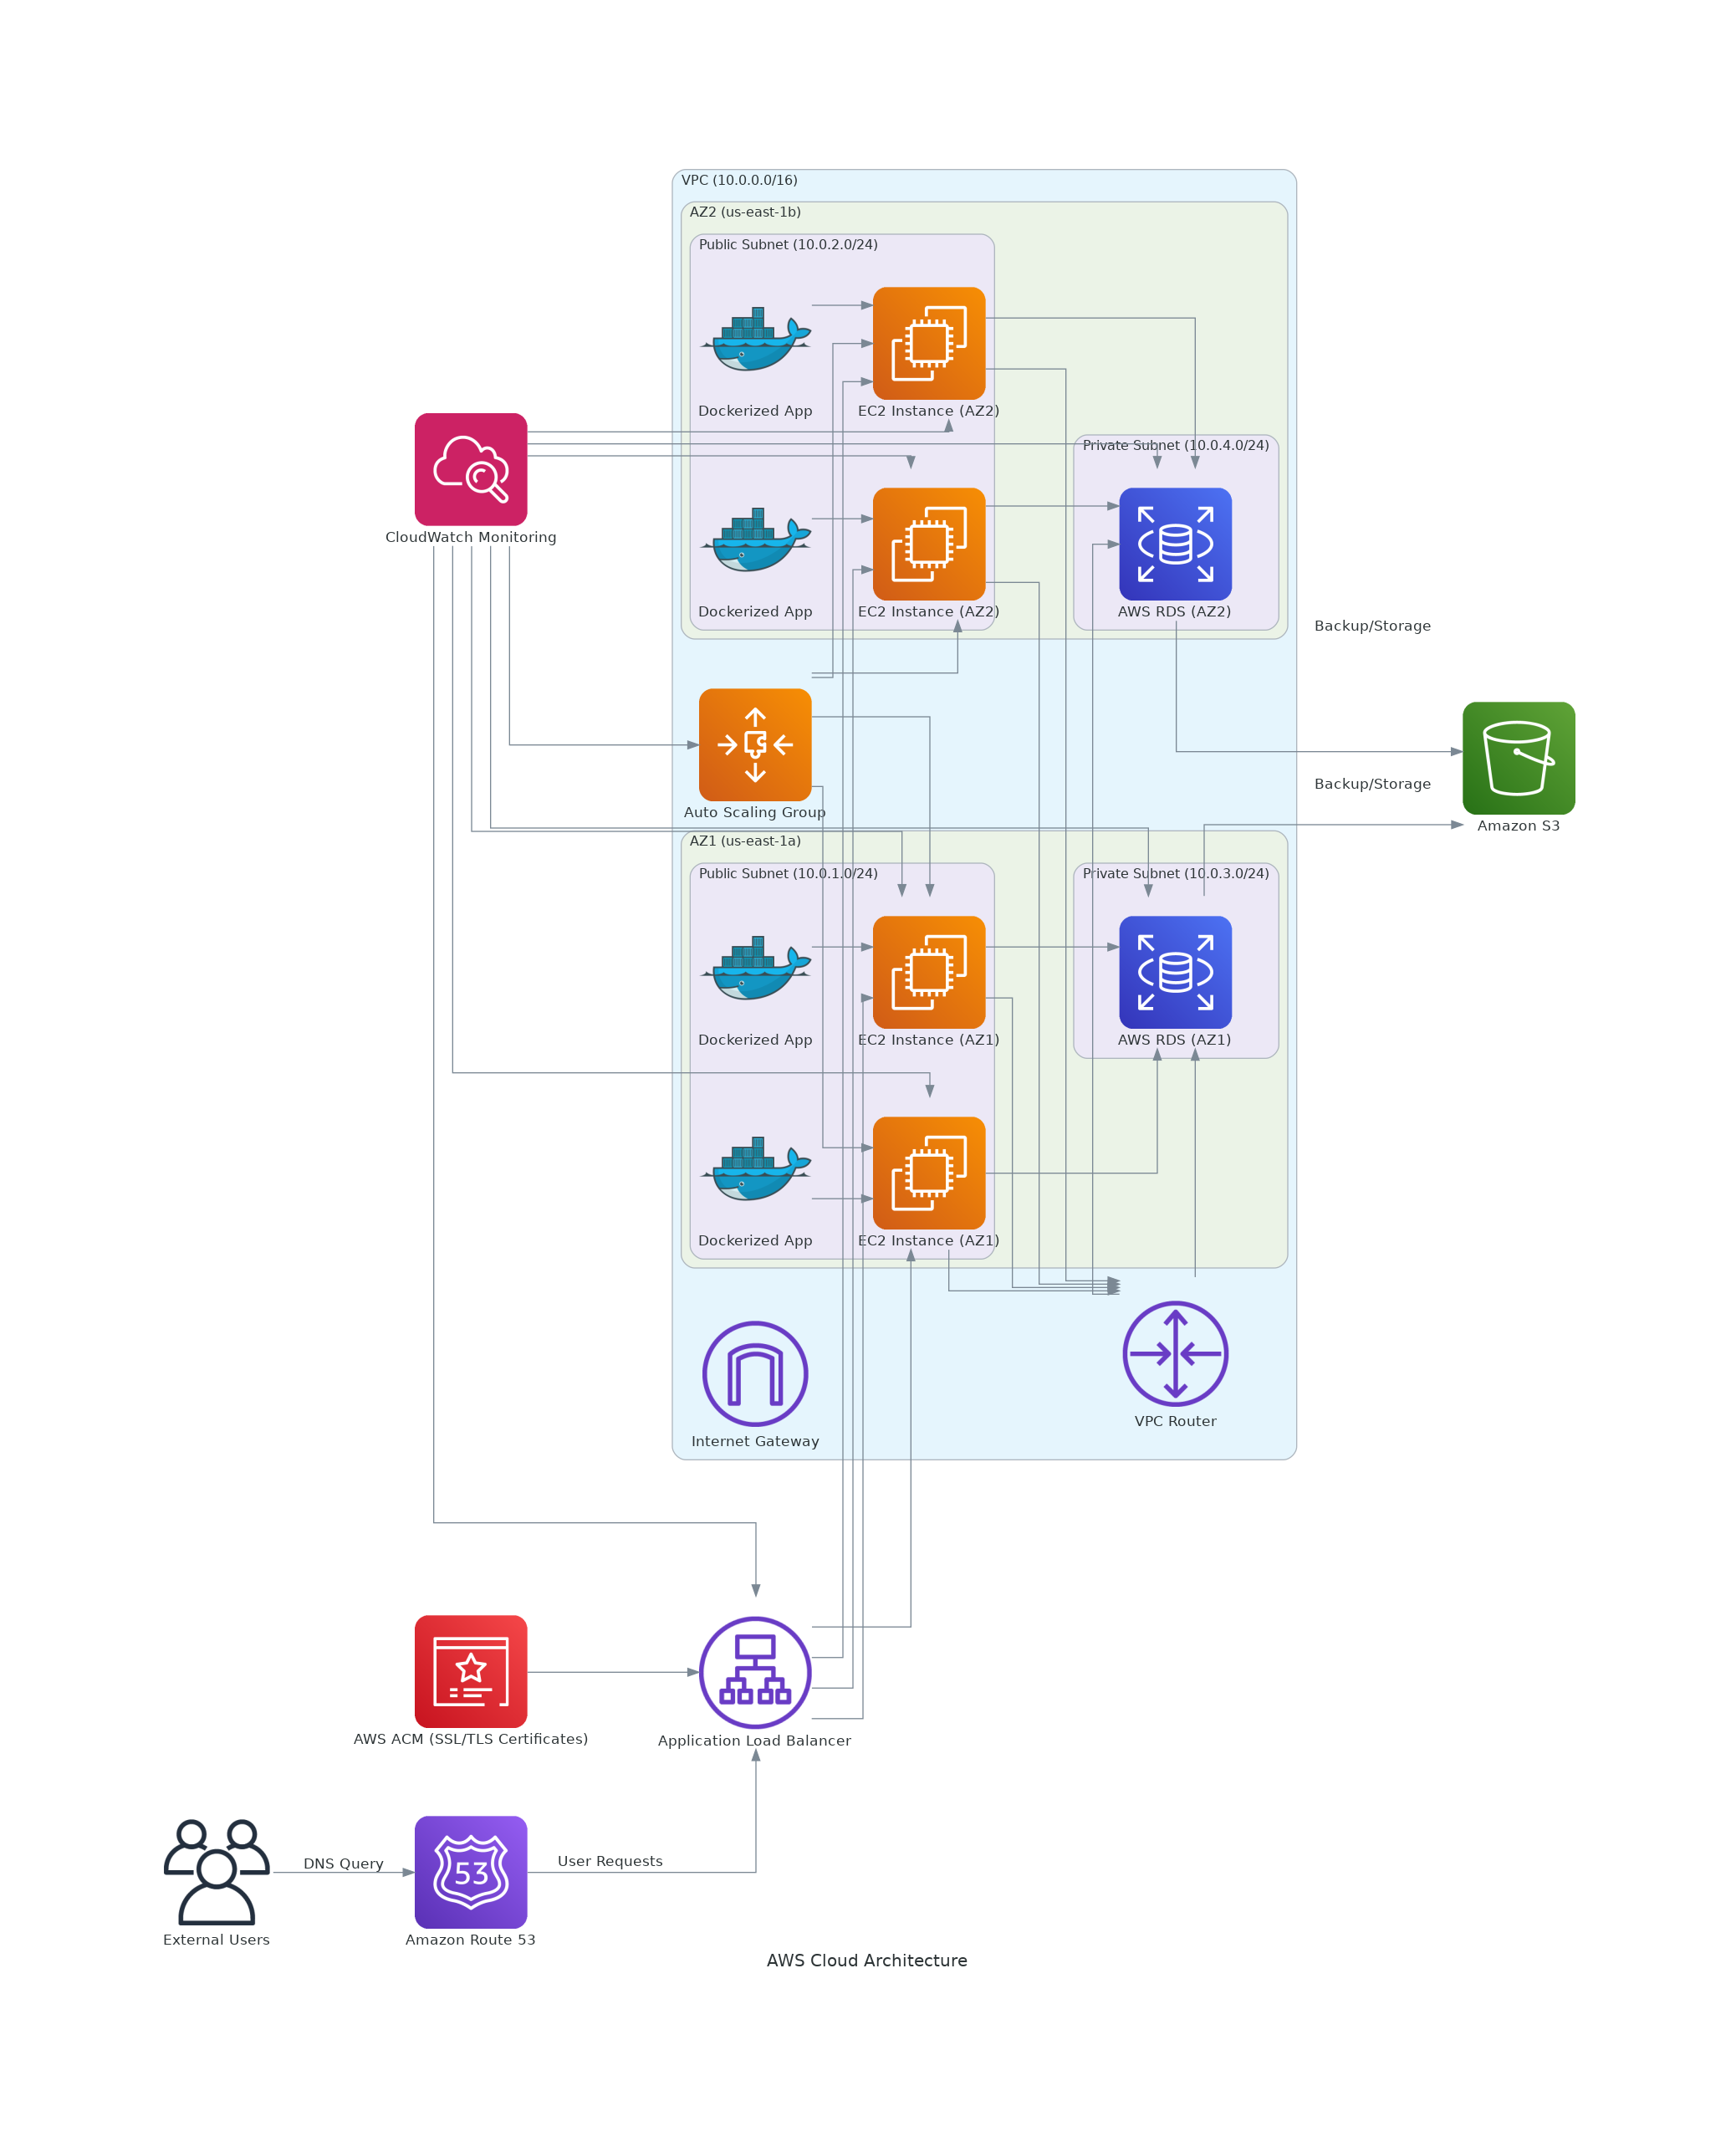 VPC (10.0.0.0/16)
AZ2 (us-east-1b)
Public Subnet (10.0.2.0/24)
Dockerized App
EC2 Instance (AZ2)
CloudWatch Monitoring
Private Subnet (10.0.4.0/24)
Dockerized App
EC2 Instance (AZ2)
AWS RDS (AZ2)
Backup/Storage
Auto Scaling Group
Backup/Storage
Amazon S3
AZ1 (us-east-1a)
Public Subnet (10.0.1.0/24)
Private Subnet (10.0.3.0/24)
Dockerized App
EC2 Instance (AZ1)
AWS RDS (AZ1)
Dockerized App
EC2 Instance (AZ1)
Internet Gateway
VPC Router
AWS ACM (SSL/TLS Certificates)
Application Load Balancer
DNS Query
User Requests
53
External Users
Amazon Route 53
AWS Cloud Architecture